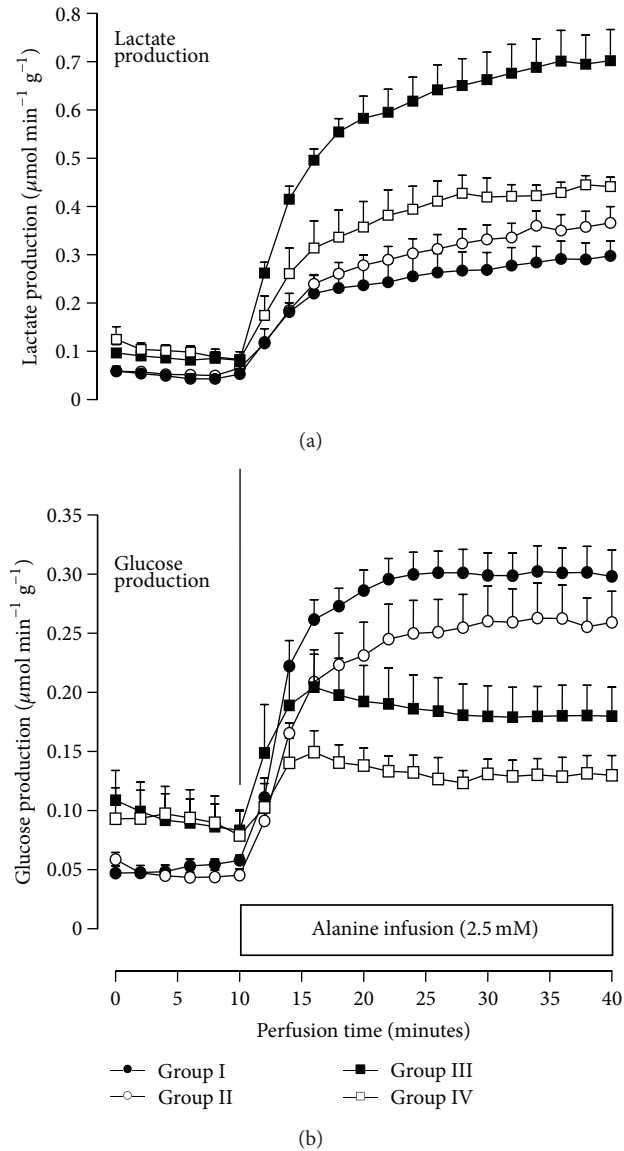 Lactate
production
Lactate production (μmol min⁻¹ g⁻¹)
0.8
0.7
0.6
0.5
0.4
0.3
0.2
0.1
0
(a)
Glucose
production
Glucose production (μmol min⁻¹ g⁻¹)
0.35
0.30
0.25
0.20
0.15
0.10
0.05
0
Alanine infusion (2.5 mM)
0 5 10 15 20 25 30 35 40
Perfusion time (minutes)
Group I
Group II
Group III
Group IV
(b)